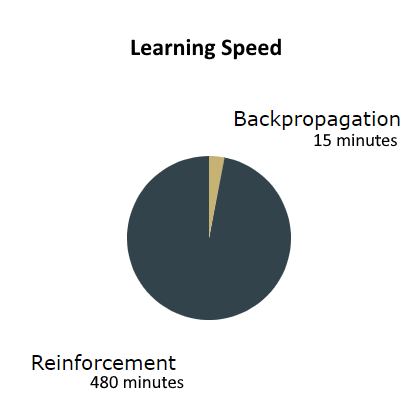 Learning Speed
Backpropagation
15 minutes
Reinforcement
480 minutes